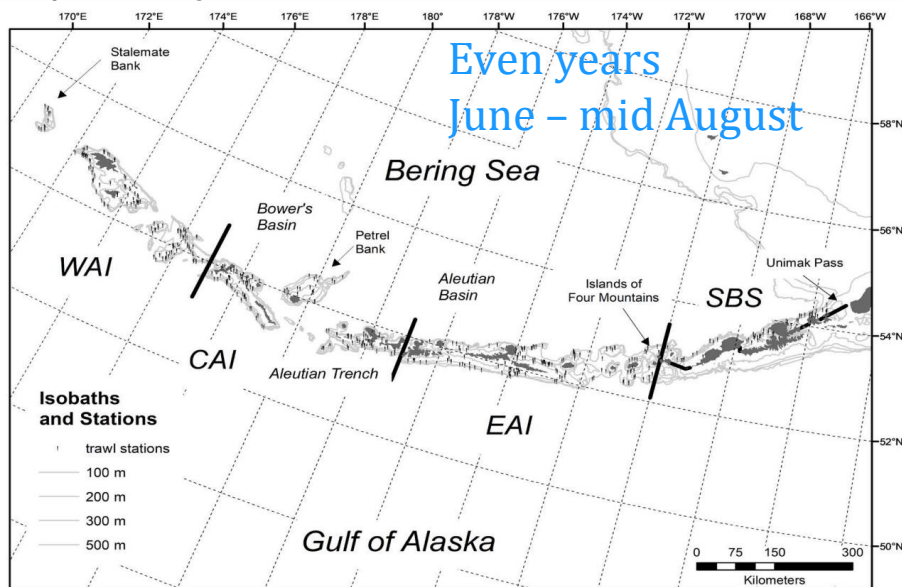 170°E
172°E
174°E
176°E
178°E
180°
178°W
176°W
174°W
172°W
170°W
168°W
166°W
Stalemate
Bank
Even years
June – mid August
58°N
Bering Sea
Bower's
Basin
Petrel
Bank
56°N
Unimak Pass
WAI
Aleutian
Basin
Islands of
Four Mountains
SBS
54°N
CAI
Aleutian Trench
Isobaths
and Stations
EAI
52°N
trawl stations
100 m
200 m
300 m
500 m
Gulf of Alaska
50°N
0 75 150 300
Kilometers